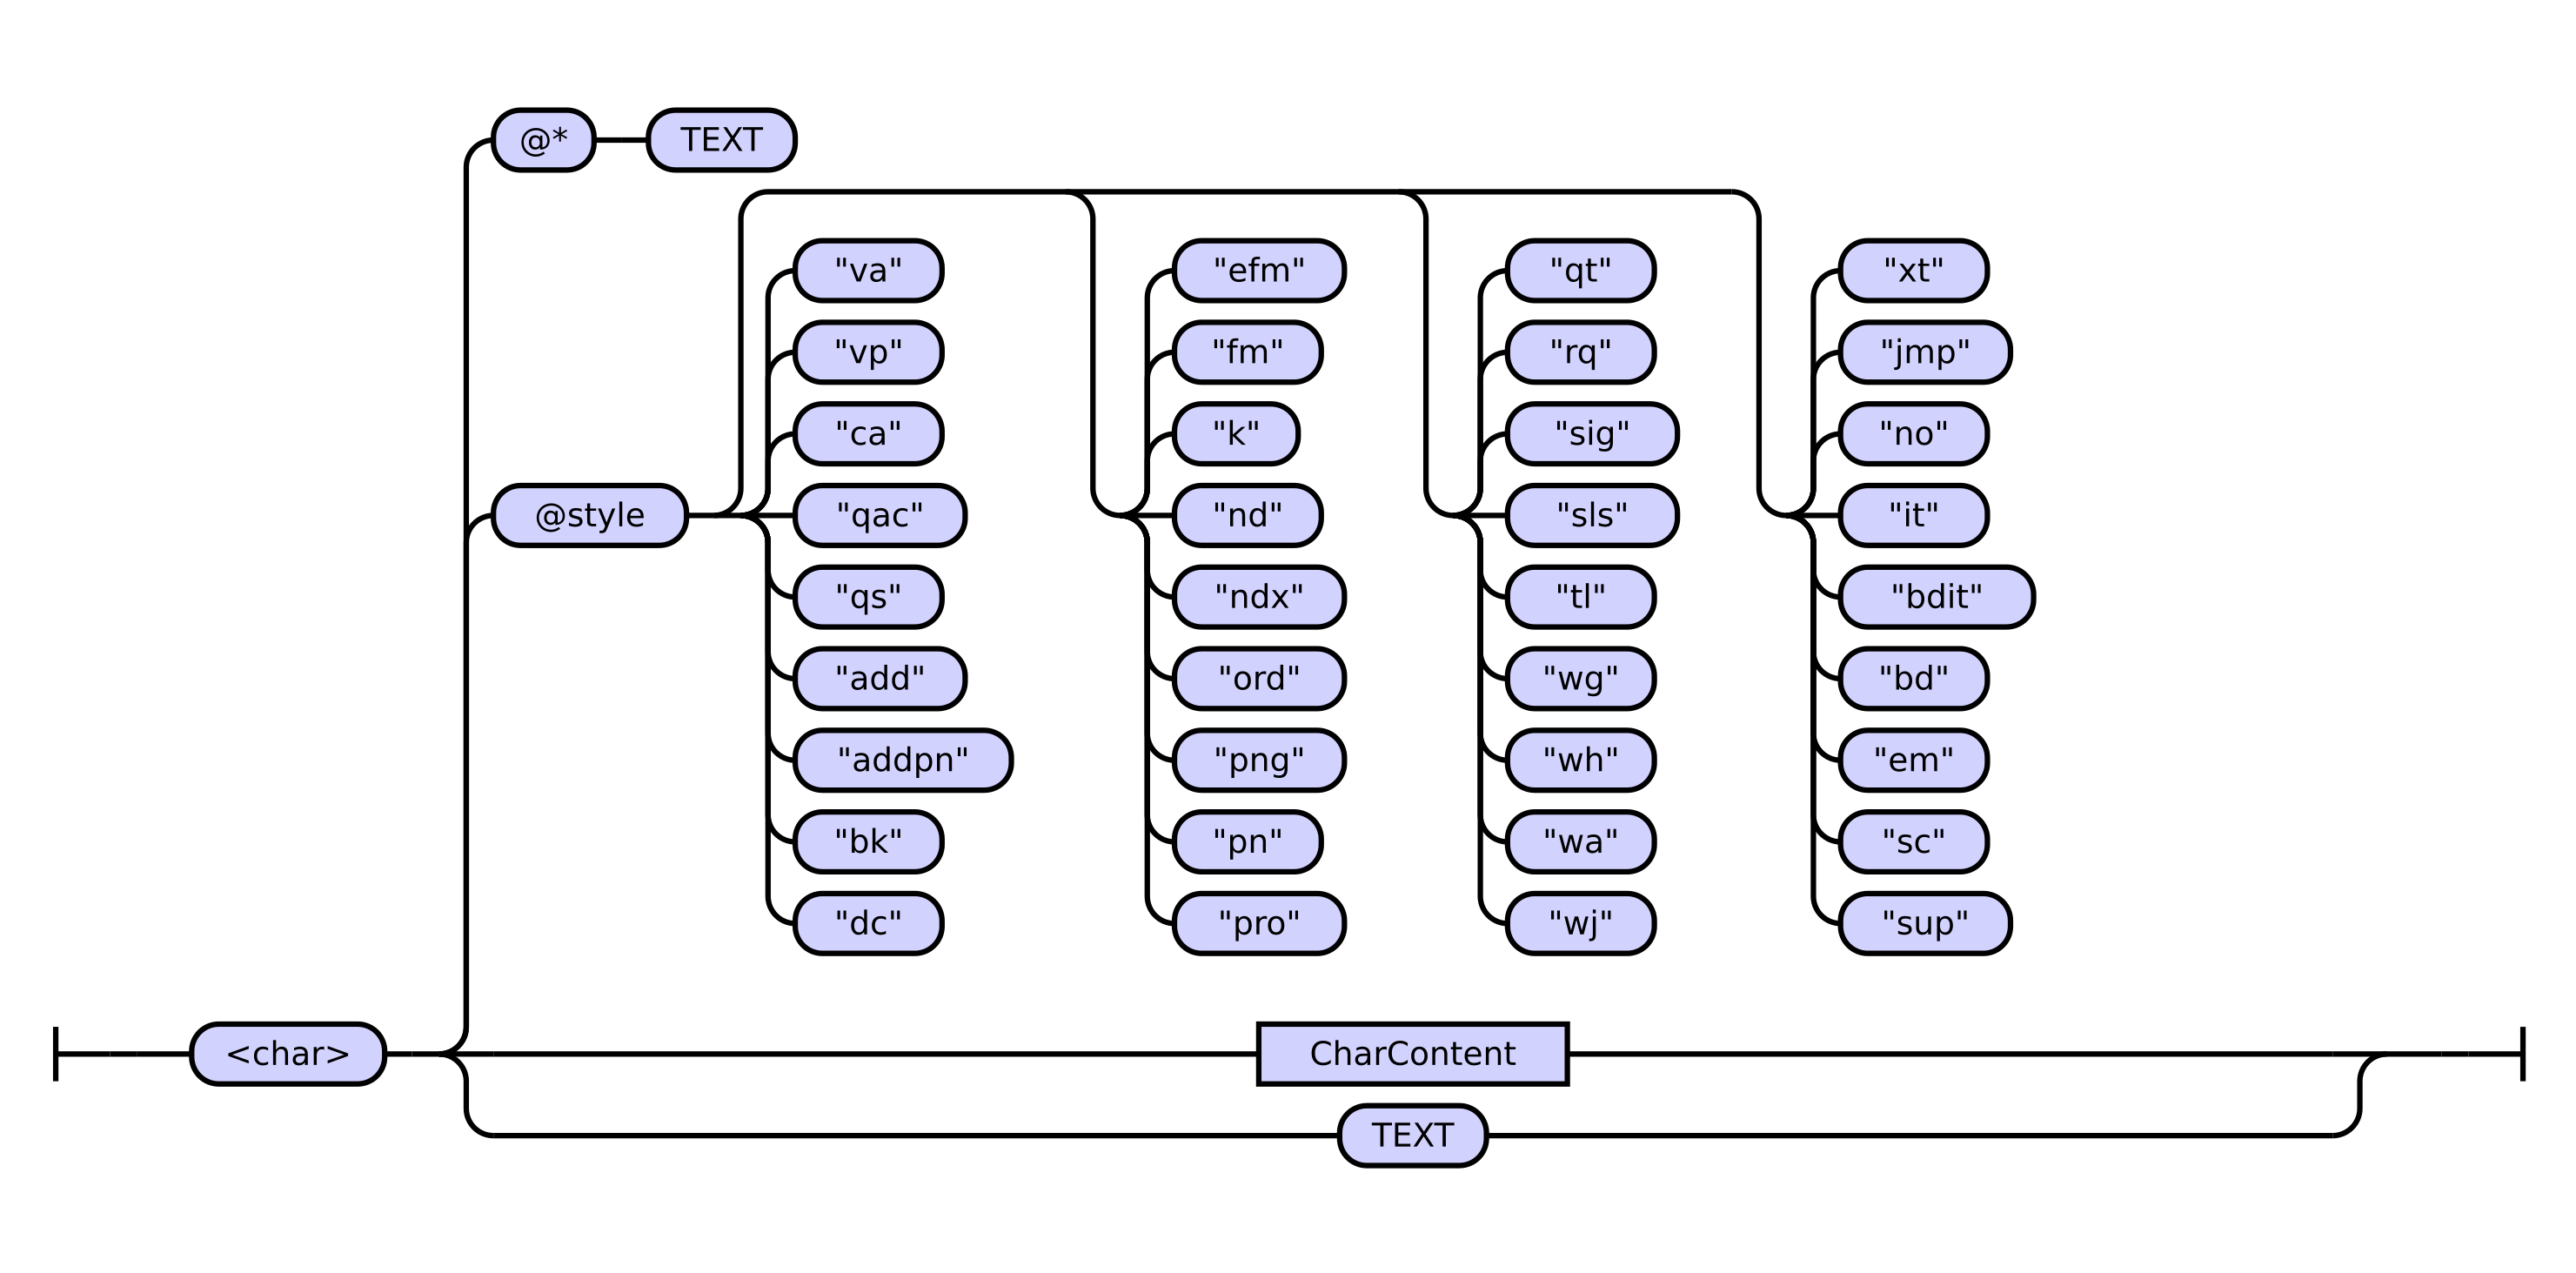 @* TEXT
"va" "efm" "qt" "xt"
"vp" "fm" "rq" "jmp"
"ca" "k" "sig" "no"
@style "qac" "nd" "sls" "it"
"qs" "ndx" "tl" "bdit"
"add" "ord" "wg" "bd"
"addpn" "png" "wh" "em"
"bk" "pn" "wa" "sc"
"dc" "pro" "wj" "sup"
<char> CharContent
TEXT